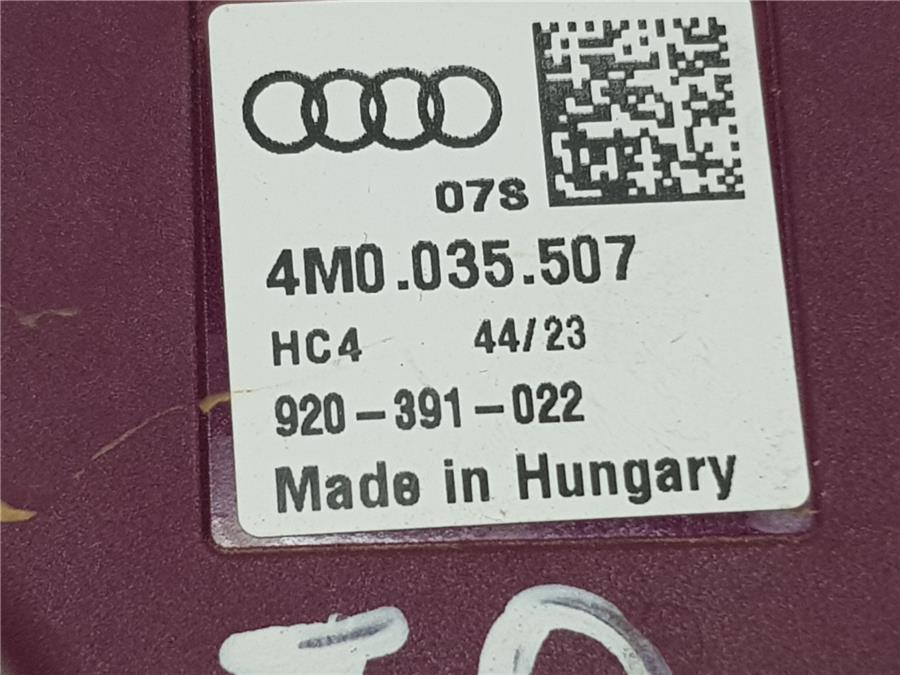 07S
4M0.035.507
HC4 44/23
920-391-022
Made in Hungary